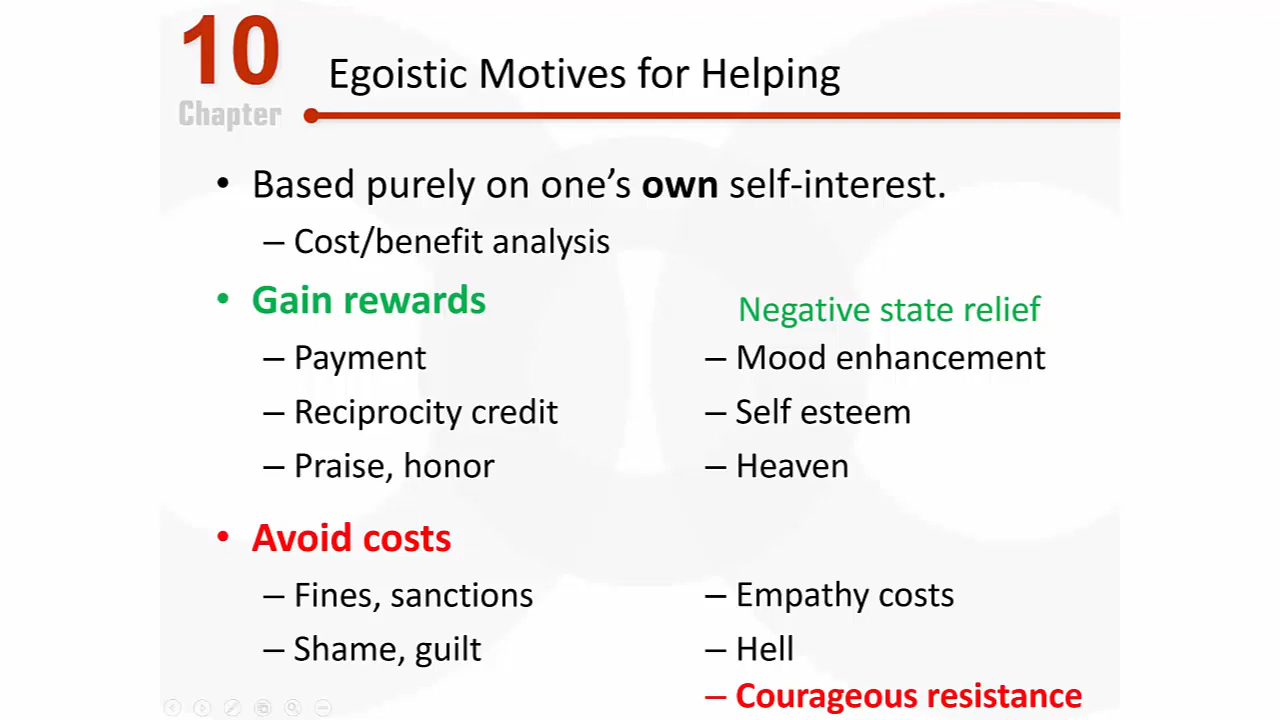 10
Chapter
Egoistic Motives for Helping
• Based purely on one’s own self-interest.
– Cost/benefit analysis
• Gain rewards
– Payment
– Reciprocity credit
– Praise, honor
Negative state relief
– Mood enhancement
– Self esteem
– Heaven
• Avoid costs
– Fines, sanctions
– Shame, guilt
– Empathy costs
– Hell
– Courageous resistance